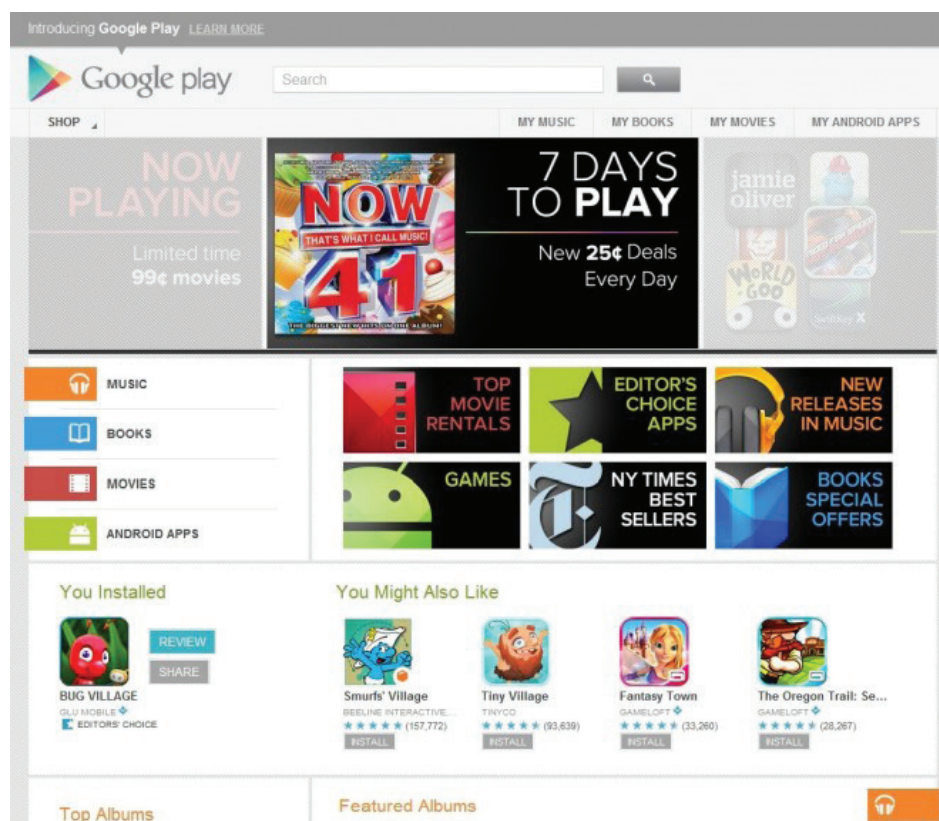 Introducing Google Play LEARN MORE
Google play
Search
SHOP
MY MUSIC MY BOOKS MY MOVIES MY ANDROID APPS
NOW
PLAYING
Limited time
99¢ movies
NOW
THAT'S WHAT I CALL MUSIC!
41
THE BIGGEST NEW HITS ON ONE ALBUM!
7 DAYS
TO PLAY
New 25¢ Deals
Every Day
jamie
oliver
WORLD
OF GOO
SwiftKey X
MUSIC
BOOKS
MOVIES
ANDROID APPS
TOP
MOVIE
RENTALS
EDITOR'S
CHOICE
APPS
NEW
RELEASES
IN MUSIC
GAMES
NY TIMES
BEST
SELLERS
BOOKS
SPECIAL
OFFERS
You Installed
BUG VILLAGE
GLU MOBILE
EDITORS' CHOICE
REVIEW
SHARE
You Might Also Like
Smurfs' Village
BEELINE INTERACTIVE,...
(157,772)
INSTALL
Tiny Village
TINYCO
(93,639)
INSTALL
Fantasy Town
GAMELOFT
(33,260)
INSTALL
The Oregon Trail: Se...
GAMELOFT
(28,267)
INSTALL
Top Albums
Featured Albums